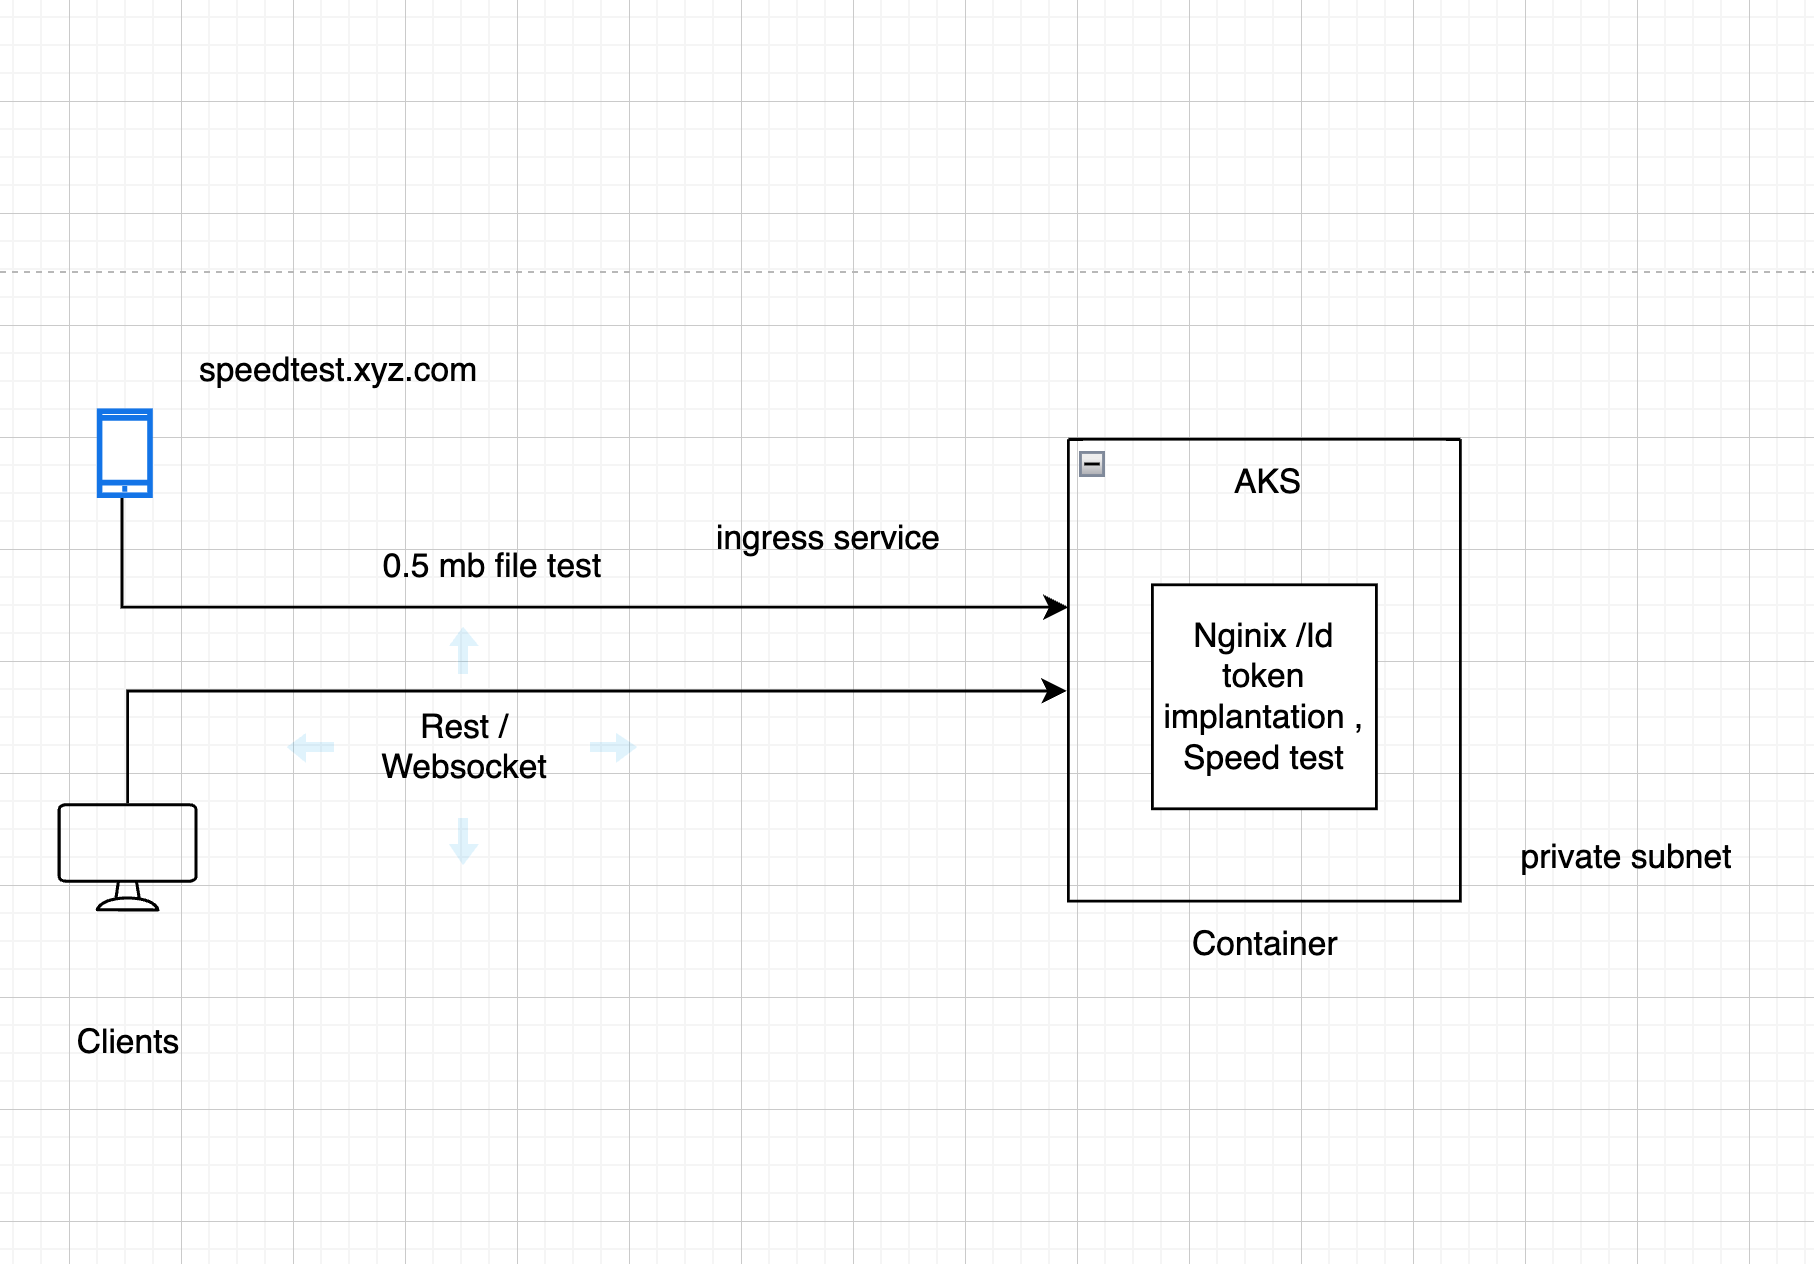 speedtest.xyz.com
AKS
ingress service
0.5 mb file test
Nginix /Id
token
implantation ,
Speed test
Rest /
Websocket
private subnet
Container
Clients